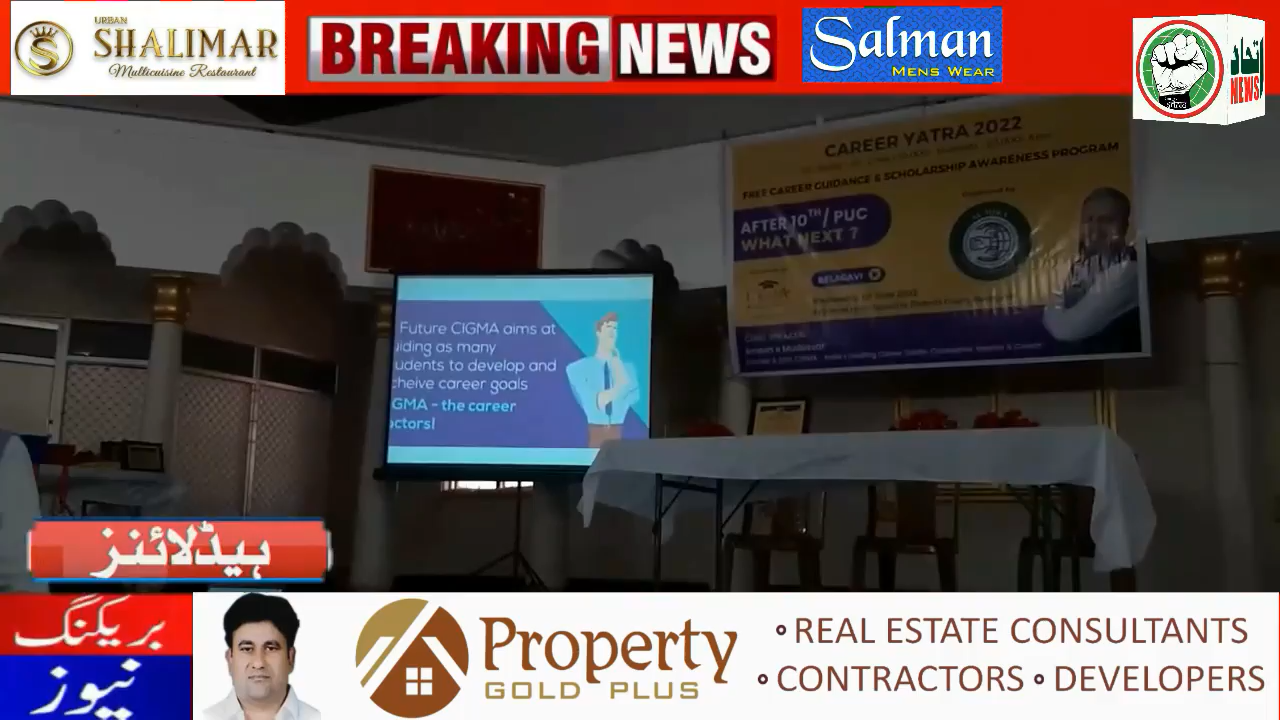 URBAN
SHALIMAR
Multicuisine Restaurant
BREAKING NEWS
Salman
MENS WEAR
اتحاد
NEWS
CAREER YATRA 2022
FREE CAREER GUIDANCE & SCHOLARSHIP AWARENESS PROGRAM
AFTER 10TH / PUC
WHAT NEXT ?
BELAGAVI
Future CIGMA aims at
iding as many
udents to develop and
cheive career goals
GMA - the career
octors!
ہیڈلائنز
بریکنگ
نیوز
Property
GOLD PLUS
∘REAL ESTATE CONSULTANTS
∘CONTRACTORS ∘DEVELOPERS